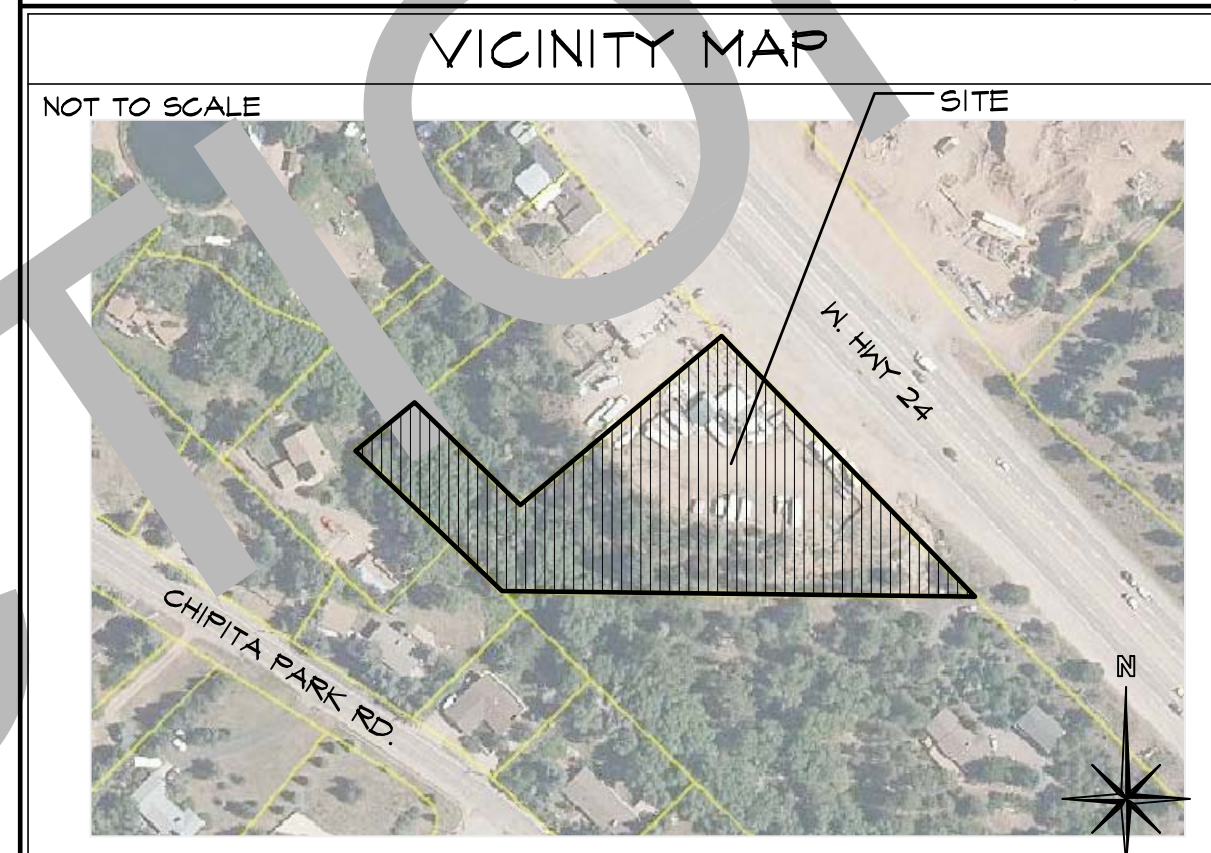 VICINITY MAP
NOT TO SCALE
SITE
W. HWY 24
CHIPITA PARK RD.
N